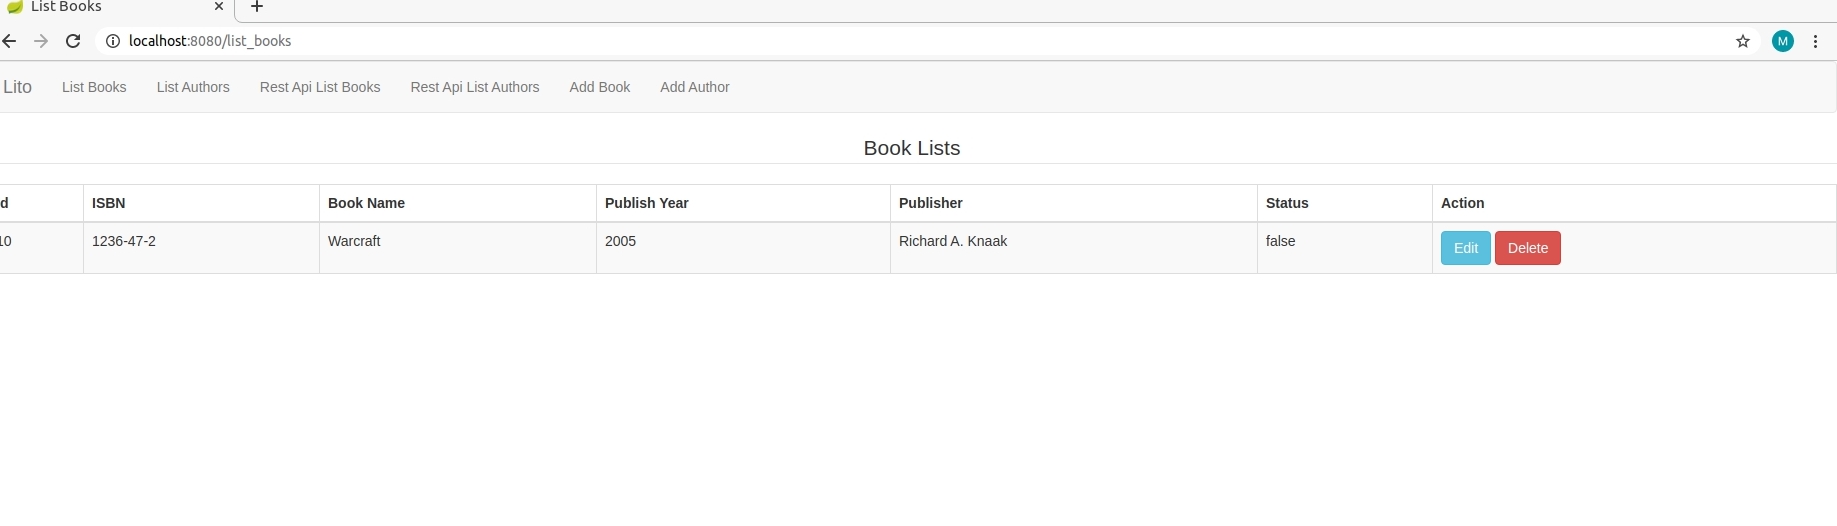 List Books
localhost:8080/list_books
M
Lito List Books List Authors Rest Api List Books Rest Api List Authors Add Book Add Author
Book Lists
d ISBN Book Name Publish Year Publisher Status Action
10 1236-47-2 Warcraft 2005 Richard A. Knaak false Edit Delete